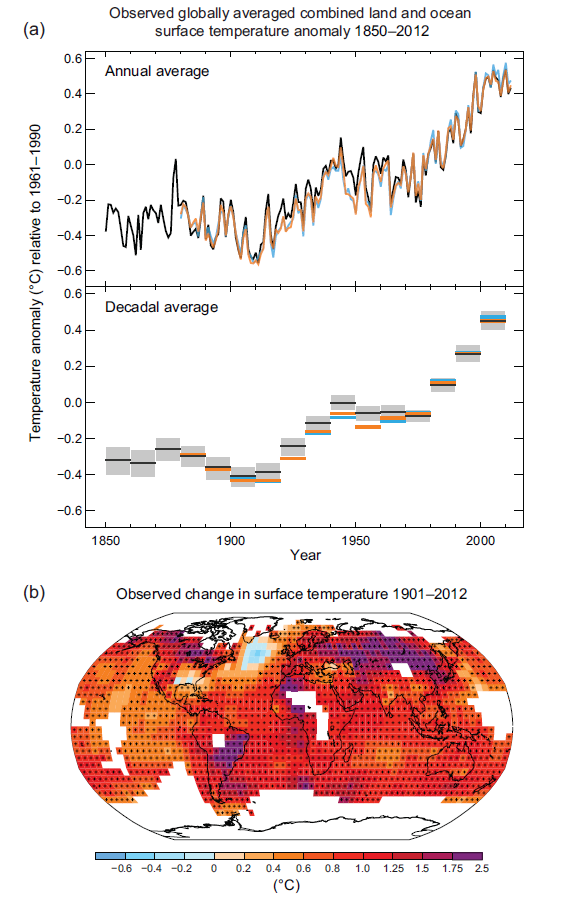 Observed globally averaged combined land and ocean
(a)
surface temperature anomaly 1850–2012
Annual average
0.6
0.4
0.2
0.0
−0.2
−0.4
−0.6
Temperature anomaly (°C) relative to 1961–1990
Decadal average
0.6
0.4
0.2
0.0
−0.2
−0.4
−0.6
1850 1900 1950 2000
Year
(b) Observed change in surface temperature 1901–2012
−0.6 −0.4 −0.2 0 0.2 0.4 0.6 0.8 1.0 1.25 1.5 1.75 2.5
(°C)